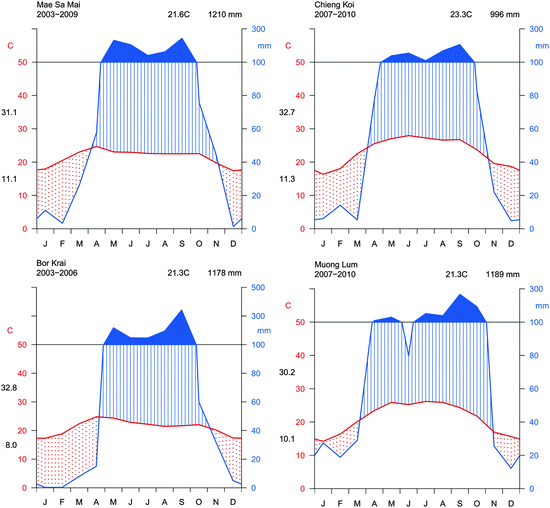 Mae Sa Mai
2003−2009 21.6C 1210 mm
C
300
mm
50 100
40 80
31.1
30 60
20 40
11.1
10 20
0 0
J F M A M J J A S O N D
Chieng Koi
2007−2010 23.3C 996 mm
C
300
mm
50 100
40 80
32.7
30 60
20 40
11.3
10 20
0 0
J F M A M J J A S O N D
Bor Krai
2003−2006 21.3C 1178 mm
C
500
300
mm
50 100
40 80
32.8
30 60
20 40
8.0
10 20
0 0
J F M A M J J A S O N D
Muong Lum
2007−2010 21.3C 1189 mm
C
300
mm
50 100
40 80
30.2
30 60
20 40
10.1
10 20
0 0
J F M A M J J A S O N D